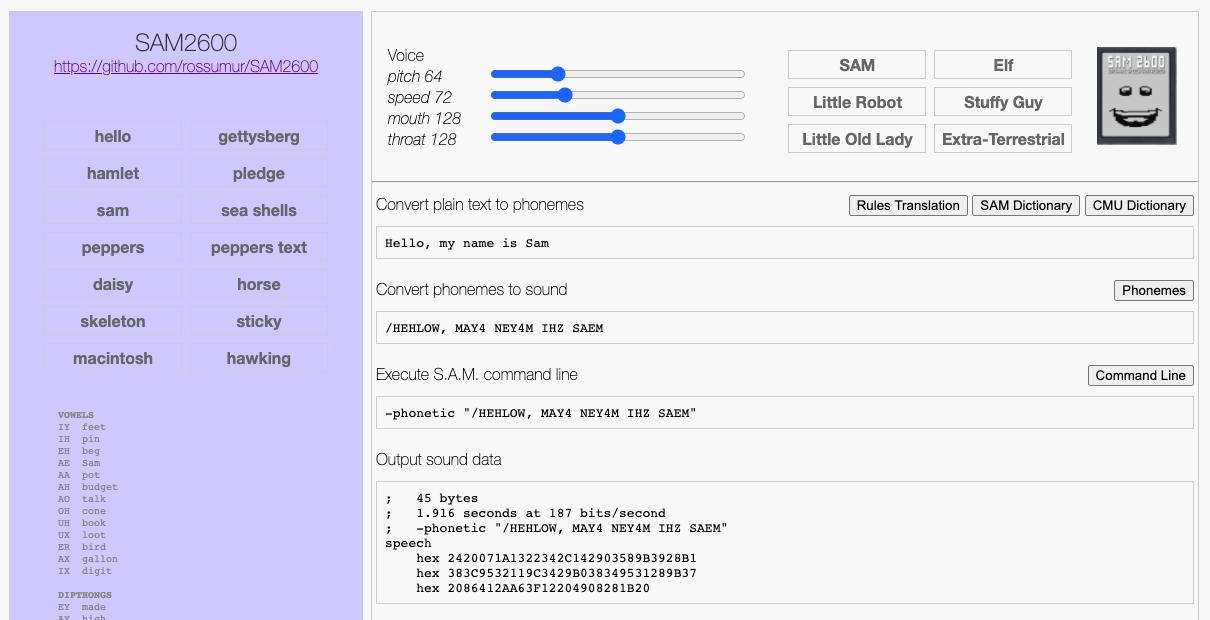 SAM2600
https://github.com/rossumur/SAM2600
hello gettysberg
hamlet pledge
sam sea shells
peppers peppers text
daisy horse
skeleton sticky
macintosh hawking
VOWELS
IY feet
IH pin
EH beg
AE Sam
AA pot
AH budget
AO talk
OH cone
UH book
UX loot
ER bird
AX gallon
IX digit
DIPTHONGS
EY made
AY high
Voice
pitch 64
speed 72
mouth 128
throat 128
SAM Elf
Little Robot Stuffy Guy
Little Old Lady Extra-Terrestrial
SAM 2600
Convert plain text to phonemes
Rules Translation SAM Dictionary CMU Dictionary
Hello, my name is Sam
Convert phonemes to sound
Phonemes
/HEHLOW, MAY4 NEY4M IHZ SAEM
Execute S.A.M. command line
Command Line
-phonetic "/HEHLOW, MAY4 NEY4M IHZ SAEM"
Output sound data
; 45 bytes
; 1.916 seconds at 187 bits/second
; -phonetic "/HEHLOW, MAY4 NEY4M IHZ SAEM"
speech
hex 2420071A1322342C142903589B3928B1
hex 383C9532119C3429B038349531289B37
hex 2086412AA63F12204908281B20